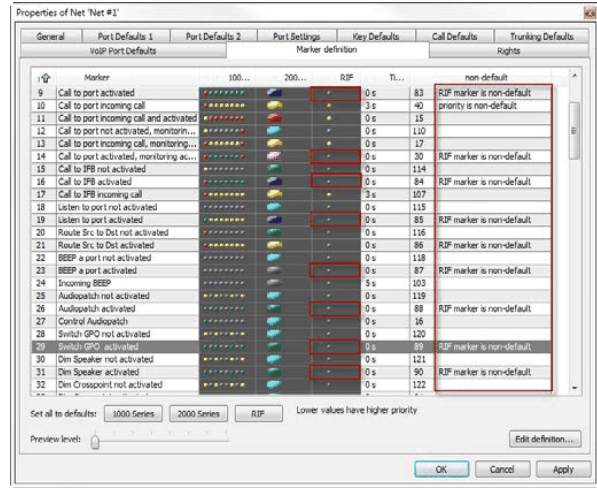 Properties of Net 'Net #1'
General Port Defaults 1 Port Defaults 2 Port Settings Key Defaults Call Defaults Trunking Defaults
VoIP Port Defaults Marker definition Rights
Marker 100... 200... RIF Ti... non-default
9 Call to port activated 0 s 83 RIF marker is non-default
10 Call to port incoming call 3 s 40 priority is non-default
11 Call to port incoming call and activated 0 s 15
12 Call to port not activated, monitorin... 0 s 110
13 Call to port incoming call, monitoring... 0 s 17
14 Call to port activated, monitoring ac... 0 s 30 RIF marker is non-default
15 Call to IFB not activated 0 s 114
16 Call to IFB activated 0 s 84 RIF marker is non-default
17 Call to IFB incoming call 3 s 107
18 Listen to port not activated 0 s 115
19 Listen to port activated 0 s 85 RIF marker is non-default
20 Route Src to Dst not activated 0 s 116
21 Route Src to Dst activated 0 s 86 RIF marker is non-default
22 BEEP a port not activated 0 s 118
23 BEEP a port activated 0 s 87 RIF marker is non-default
24 Incoming BEEP 5 s 103
25 Audiopatch not activated 0 s 119
26 Audiopatch activated 0 s 88 RIF marker is non-default
27 Control Audiopatch 0 s 16
28 Switch GPO not activated 0 s 120
29 Switch GPO activated 0 s 89 RIF marker is non-default
30 Dim Speaker not activated 0 s 121
31 Dim Speaker activated 0 s 90 RIF marker is non-default
32 Dim Crosspoint not activated 0 s 122
Set all to defaults: 1000 Series 2000 Series RIF Lower values have higher priority
Preview level: Edit definition...
OK Cancel Apply